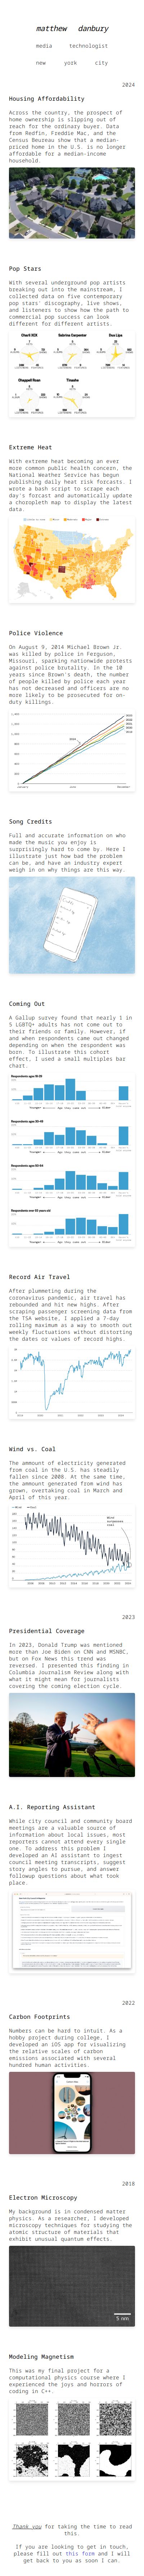 matthew danbury
media technologist
new york city
2024
Housing Affordability
Across the country, the prospect of
home ownership is slipping out of
reach for the ordinary buyer. Data
from Redfin, Freddie Mac, and the
Census Bureau show that a median-
priced home in the U.S. is no longer
affordable for a median-income
household.
Pop Stars
With several underground pop artists
breaking out into the mainstream, I
collected data on five contemporary
pop stars' discography, live shows,
and listeners to show how the path to
commercial pop success can look
different for different artists.
Charli XCX Sabrina Carpenter Dua Lipa
Chappell Roan Tinashe
Extreme Heat
With extreme heat becoming an ever
more common public health concern, the
National Weather Service has begun
publishing daily heat risk forcasts. I
wrote a bash script to scrape each
day's forcast and automatically update
a choropleth map to display the latest
data.
Police Violence
On August 9, 2014 Michael Brown Jr.
was killed by police in Ferguson,
Missouri, sparking nationwide protests
against police brutality. In the 10
years since Brown's death, the number
of people killed by police each year
has not decreased and officers are no
more likely to be prosecuted for on-
duty killings.
Song Credits
Full and accurate information on who
made the music you enjoy is
surprisingly hard to come by. Here I
illustrate just how bad the problem
can be, and have an industry expert
weigh in on why things are this way.
Coming Out
A Gallup survey found that nearly 1 in
5 LGBTQ+ adults has not come out to
their friends or family. However, if
and when respondents came out changed
depending on when the respondent was
born. To illustrate this cohort
effect, I used a small multiples bar
chart.
Record Air Travel
After plummeting during the
coronavirus pandemic, air travel has
rebounded and hit new highs. After
scraping passenger screening data from
the TSA website, I applied a 7-day
rolling maximum as a way to smooth out
weekly fluctuations without distorting
the dates or values of record highs.
Wind vs. Coal
The ammount of electricity generated
from coal in the U.S. has steadily
fallen since 2008. At the same time,
the ammount generated from wind has
grown, overtaking coal in March and
April of this year.
2023
Presidential Coverage
In 2023, Donald Trump was mentioned
more than Joe Biden on CNN and MSNBC,
but on Fox News this trend was
reversed. I presented this finding in
Columbia Journalism Review along with
what it might mean for journalists
covering the coming election cycle.
A.I. Reporting Assistant
While city council and community board
meetings are a valuable source of
information about local issues, most
reporters cannot attend every single
one. To address this problem I
developed an AI assistant to ingest
council meeting transcripts, suggest
story angles to pursue, and answer
followup questions about what took
place.
2022
Carbon Footprints
Numbers can be hard to intuit. As a
hobby project during college, I
developed an iOS app for visualizing
the relative scales of carbon
emissions associated with several
hundred human activities.
2018
Electron Microscopy
My background is in condensed matter
physics. As a researcher, I developed
microscopy techniques for studying the
atomic structure of materials that
exhibit unusual quantum effects.
5 nm
Modeling Magnetism
This was my final project for a
computational physics course where I
experienced the joys and horrors of
coding in C++.
Thank you for taking the time to read
this.
If you are looking to get in touch,
please fill out this form and I will
get back to you as soon I can.